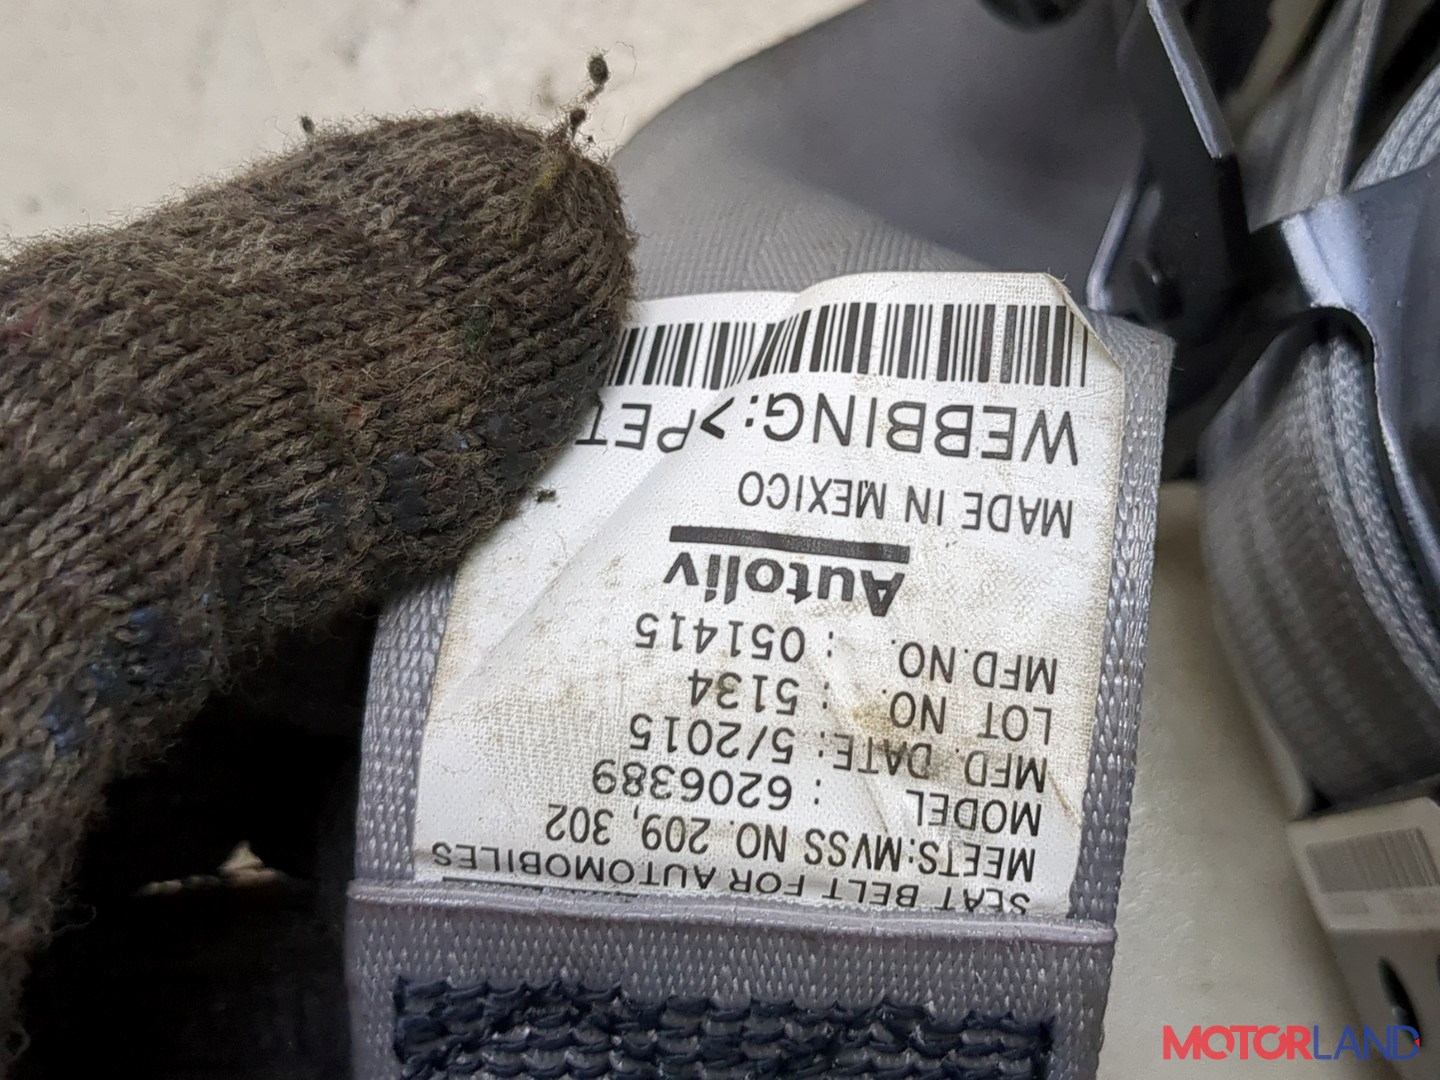 SEAT BELT FOR AUTOMOBILES
MEETS:MVSS NO. 209, 302
MODEL : 6206389
MFD. DATE: 5/2015
LOT NO. : 5134
MFD.NO. : 051415
Autoliv
MADE IN MEXICO
WEBBING:>PET
MOTORLAND